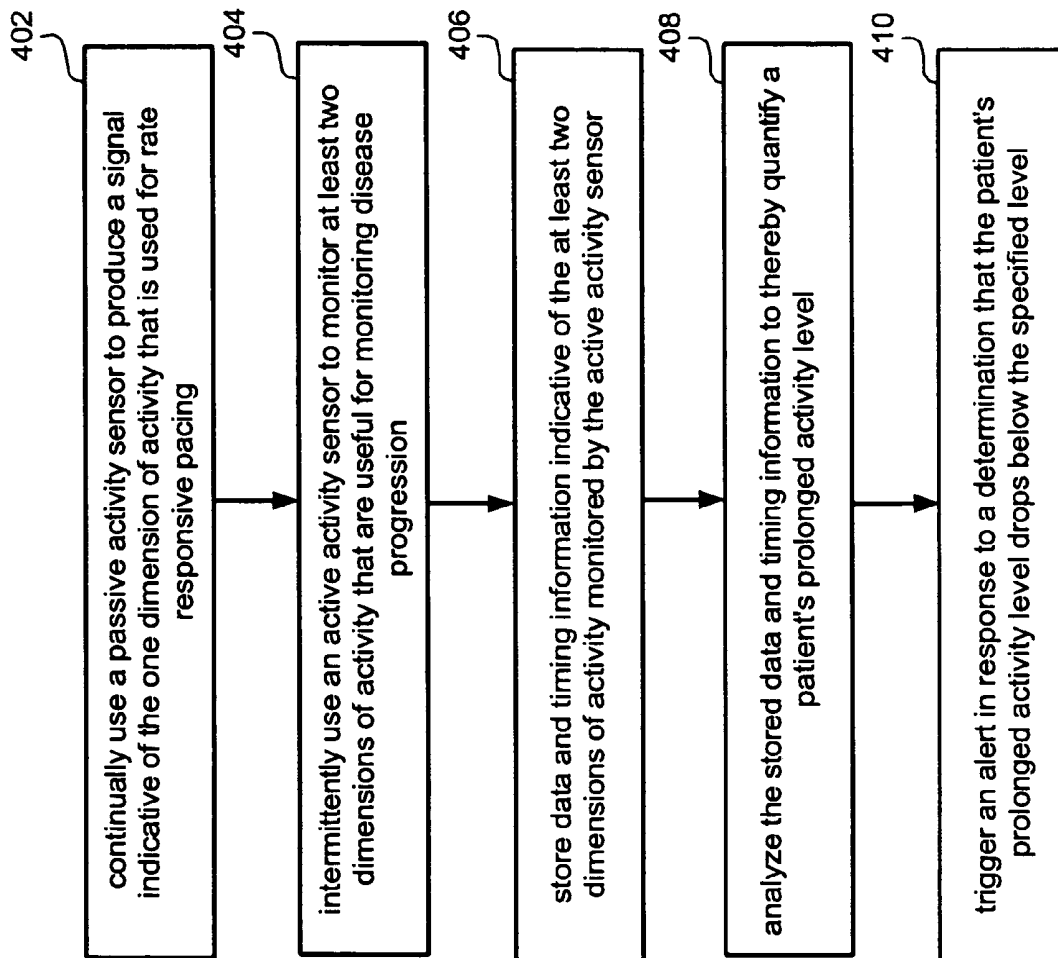 402
continually use a passive activity sensor to produce a signal
indicative of the one dimension of activity that is used for rate
responsive pacing
404
intermittently use an active activity sensor to monitor at least two
dimensions of activity that are useful for monitoring disease
progression
406
store data and timing information indicative of the at least two
dimensions of activity monitored by the active activity sensor
408
analyze the stored data and timing information to thereby quantify a
patient's prolonged activity level
410
trigger an alert in response to a determination that the patient's
prolonged activity level drops below the specified level